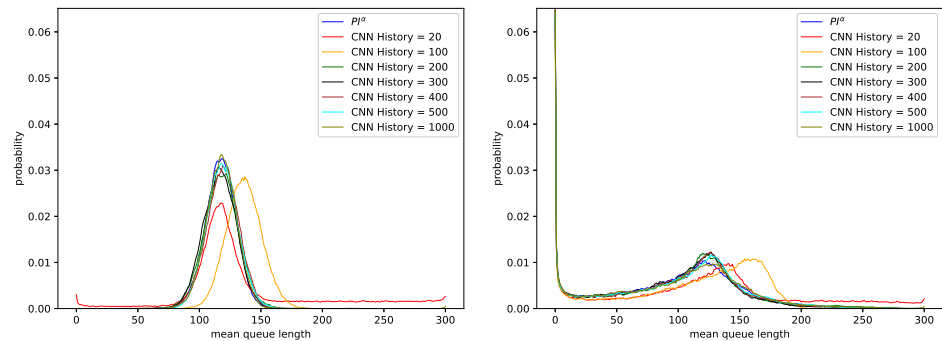 0.06
0.05
0.04
0.03
0.02
0.01
0.00
probability
0
50
100
150
200
250
300
mean queue length
PI^α
CNN History = 20
CNN History = 100
CNN History = 200
CNN History = 300
CNN History = 400
CNN History = 500
CNN History = 1000
0.06
0.05
0.04
0.03
0.02
0.01
0.00
probability
0
50
100
150
200
250
300
mean queue length
PI^α
CNN History = 20
CNN History = 100
CNN History = 200
CNN History = 300
CNN History = 400
CNN History = 500
CNN History = 1000